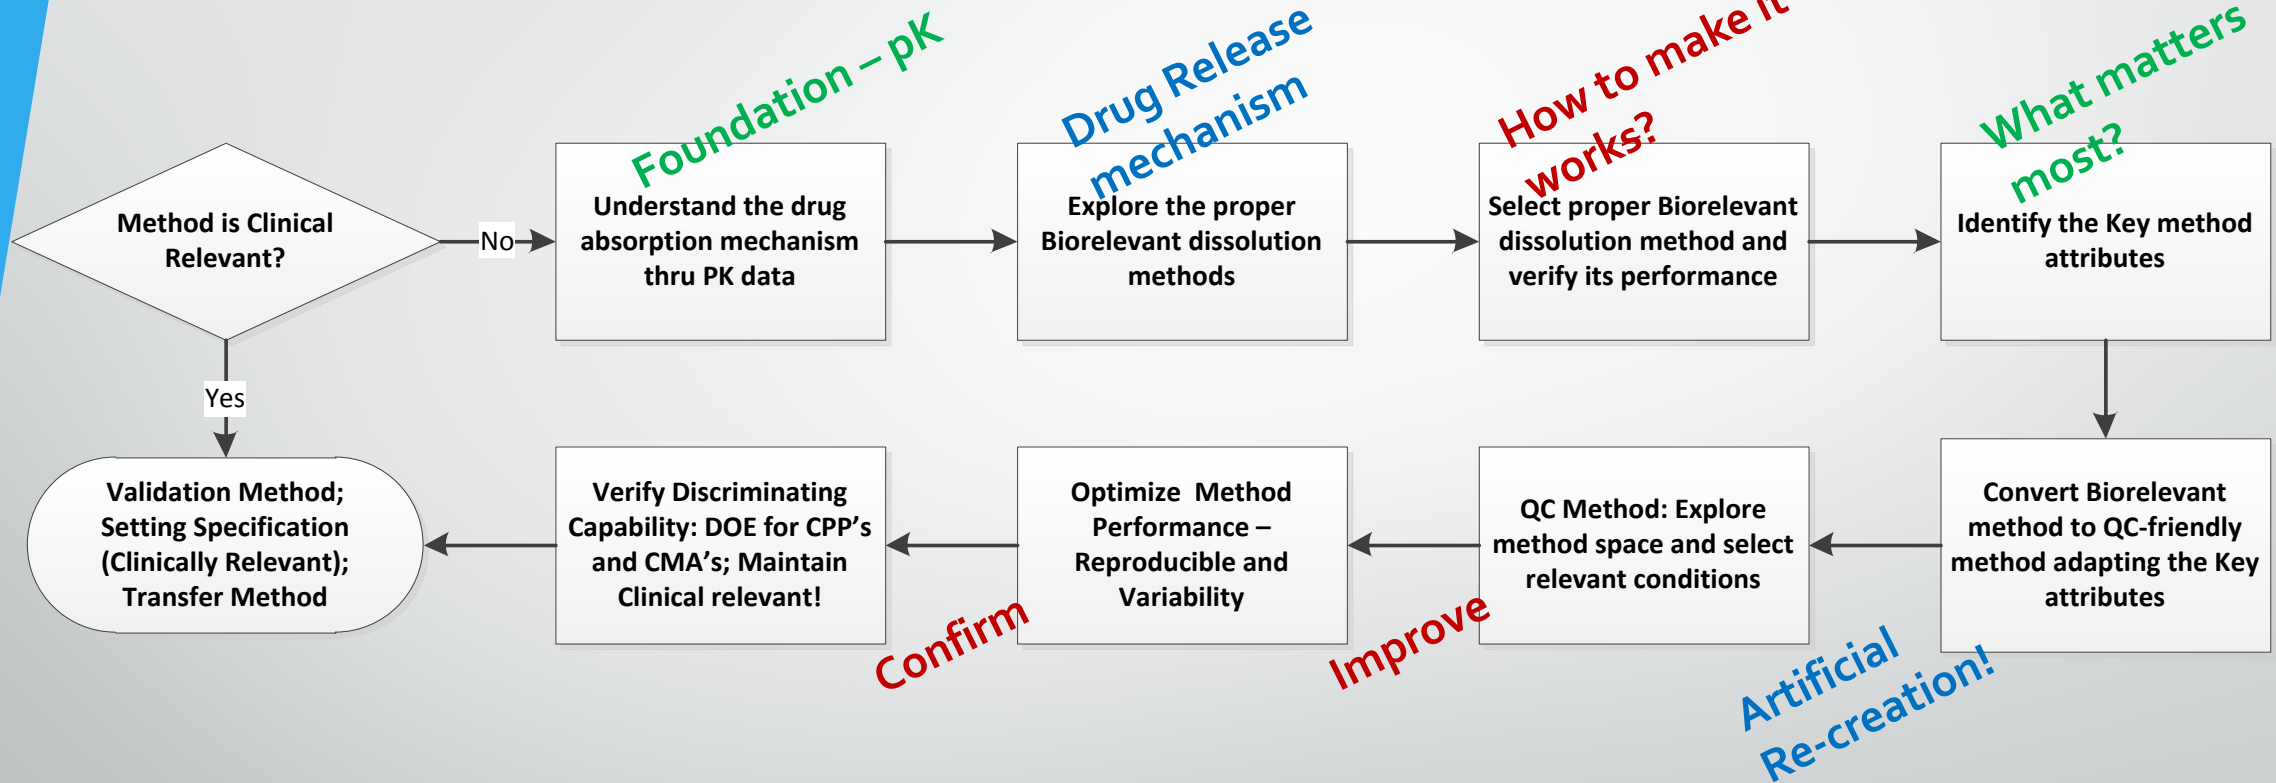 Foundation – pK
Drug Release
mechanism
How to make it
works?
What matters
most?
Method is Clinical
Relevant?
No
Understand the drug
absorption mechanism
thru PK data
Explore the proper
Biorelevant dissolution
methods
Select proper Biorelevant
dissolution method and
verify its performance
Identify the Key method
attributes
Yes
Validation Method;
Setting Specification
(Clinically Relevant);
Transfer Method
Verify Discriminating
Capability: DOE for CPP’s
and CMA’s; Maintain
Clinical relevant!
Optimize  Method
Performance –
Reproducible and
Variability
QC Method: Explore
method space and select
relevant conditions
Convert Biorelevant
method to QC-friendly
method adapting the Key
attributes
Confirm
Improve
Artificial
Re-creation!